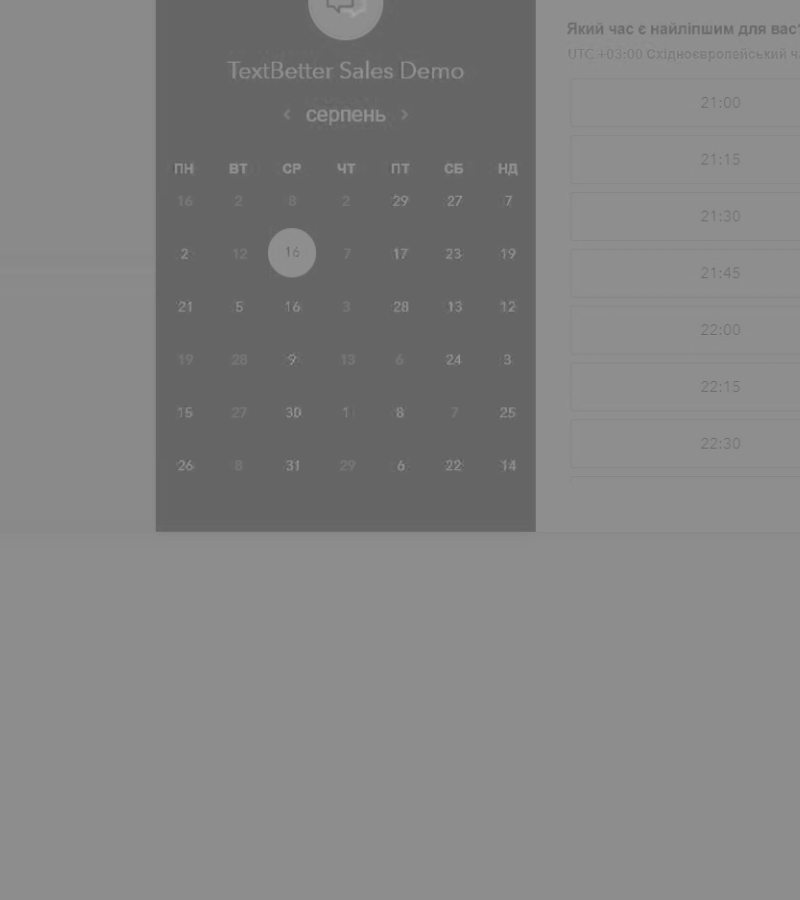 TextBetter Sales Demo
< серпень >
ПН ВТ СР ЧТ ПТ СБ НД
16 2 8 2 29 27 7
2 12 16 7 17 23 19
21 5 16 3 28 13 12
19 28 9 13 6 24 3
15 27 30 1 8 7 25
26 8 31 29 6 22 14
Який час є найліпшим для вас?
UTC +03:00 Східноєвропейський
21:00
21:15
21:30
21:45
22:00
22:15
22:30